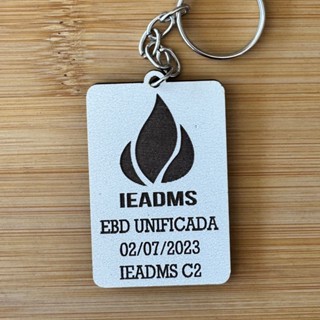 IEADMS
EBD UNIFICADA
02/07/2023
IEADMS C2